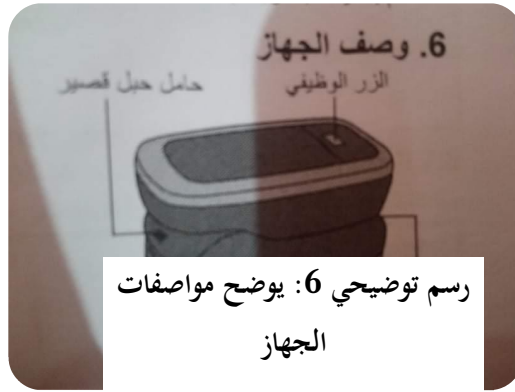 6. وصف الجهاز
الزر الوظيفي
حامل حبل قصير
رسم توضيحي 6: يوضح مواصفات
الجهاز